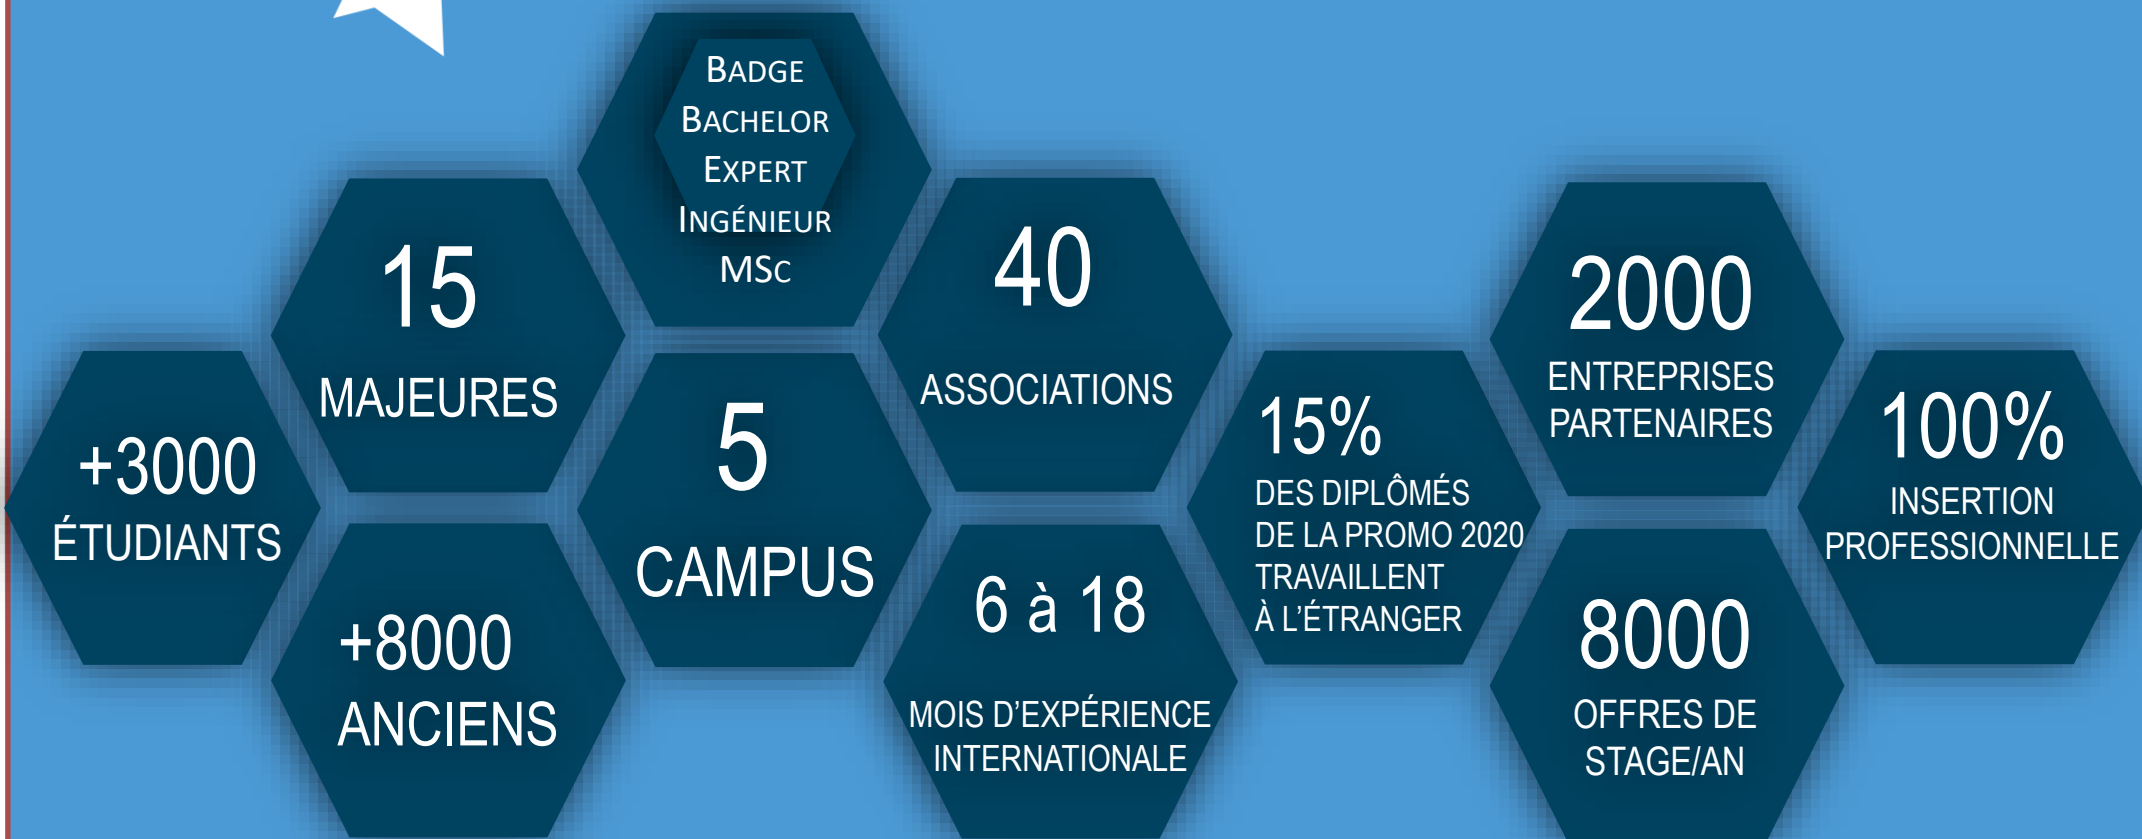 +3000
ÉTUDIANTS
15
MAJEURES
+8000
ANCIENS
BADGE
BACHELOR
EXPERT
INGÉNIEUR
MSC
5
CAMPUS
40
ASSOCIATIONS
6 à 18
MOIS D'EXPÉRIENCE
INTERNATIONALE
15%
DES DIPLÔMÉS
DE LA PROMO 2020
TRAVAILLENT
À L'ÉTRANGER
2000
ENTREPRISES
PARTENAIRES
8000
OFFRES DE
STAGE/AN
100%
INSERTION
PROFESSIONNELLE